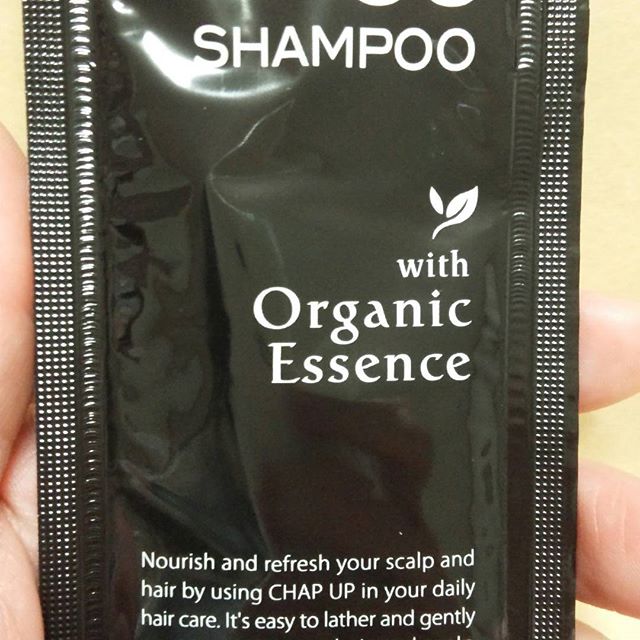 SHAMPOO
with
Organic
Essence
Nourish and refresh your scalp and
hair by using CHAP UP in your daily
hair care. It's easy to lather and gently